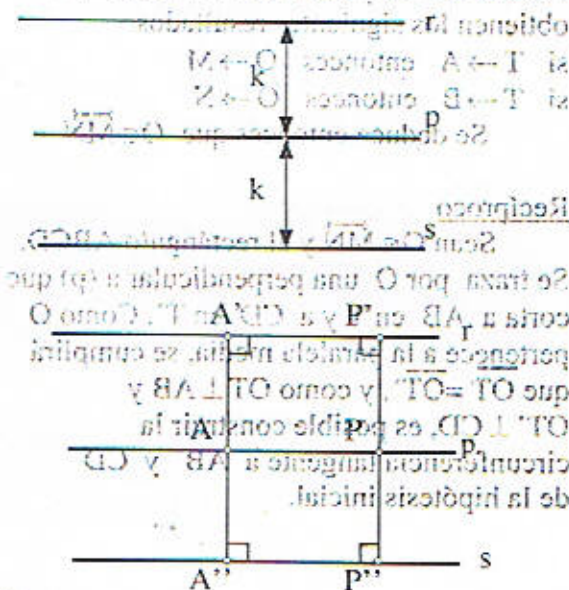 r
obtienen los siguientes resultados
k
si T→A entonces O→M
si T→B entonces O→N
p
Se deduce entonces que O∈MN
k
s
Recíproco
Sean O∈MN y el rectángulo ABCD.
Se traza por O una perpendicular a (p) que
A' P' r
corta a AB en y a CD en T'. Como O
pertenece a la paralela media, se cumplirá
que OT=OT', y como OT⊥AB y
A P p
OT'⊥CD, es posible construir la
circunferencia tangente a AB y CD
de la hipótesis inicial.
A'' P'' s